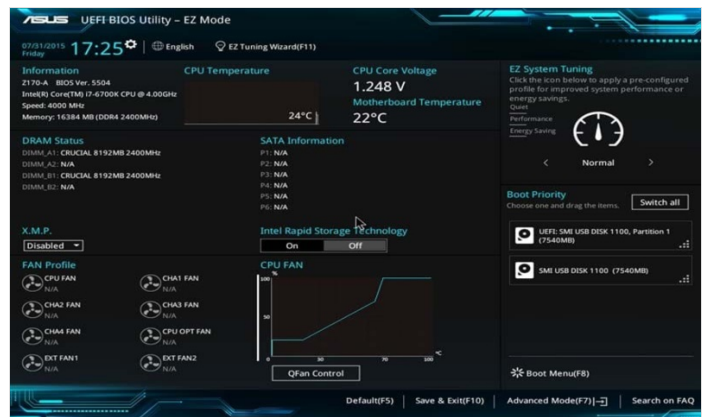 ASUS UEFI BIOS Utility – EZ Mode
07/31/2015
Friday
17:25
English
EZ Tuning Wizard(F11)
Information
Z170-A BIOS Ver. 5504
Intel(R) Core(TM) i7-6700K CPU @ 4.00GHz
Speed: 4000 MHz
Memory: 16384 MB (DDR4 2400MHz)
CPU Temperature
24°C
CPU Core Voltage
1.248 V
Motherboard Temperature
22°C
EZ System Tuning
Click the icon below to apply a pre-configured
profile for improved system performance or
energy savings.
Quiet
Performance
Energy Saving
< Normal >
DRAM Status
DIMM_A1: CRUCIAL 8192MB 2400MHz
DIMM_A2: N/A
DIMM_B1: CRUCIAL 8192MB 2400MHz
DIMM_B2: N/A
SATA Information
P1: N/A
P2: N/A
P3: N/A
P4: N/A
P5: N/A
P6: N/A
Boot Priority
Choose one and drag the items.
Switch all
UEFI: SMI USB DISK 1100, Partition 1
(7540MB)
SMI USB DISK 1100 (7540MB)
X.M.P.
Disabled
Intel Rapid Storage Technology
On Off
FAN Profile
CPU FAN
N/A
CHA1 FAN
N/A
CHA2 FAN
N/A
CHA3 FAN
N/A
CHA4 FAN
N/A
CPU OPT FAN
N/A
EXT FAN1
N/A
EXT FAN2
N/A
CPU FAN
%
100
50
0 30 70 100
°C
QFan Control
Boot Menu(F8)
Default(F5)
Save & Exit(F10)
Advanced Mode(F7)
Search on FAQ